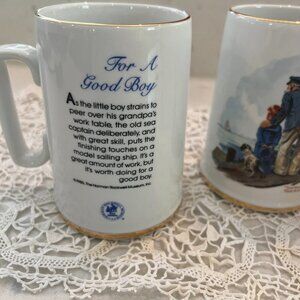 For A
Good Boy
As the little boy strains to
peer over his grandpa's
work table, the old sea
captain deliberately, and
with great skill, puts the
finishing touches on a
model sailing ship. It's a
great amount of work, but
it's worth doing for a
good boy.
©1985, The Norman Rockwell Museum, Inc.